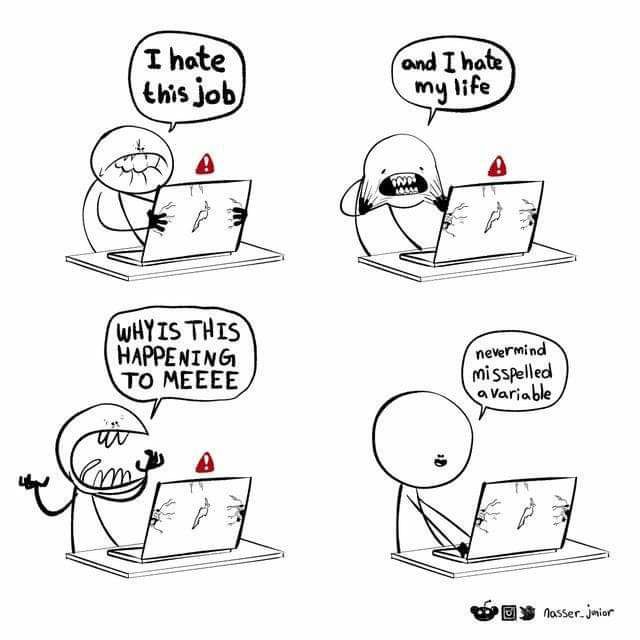 I hate
this job
and I hate
my life
WHY IS THIS
HAPPENING
TO MEEEE
nevermind
misspelled
a variable
nasser_junior